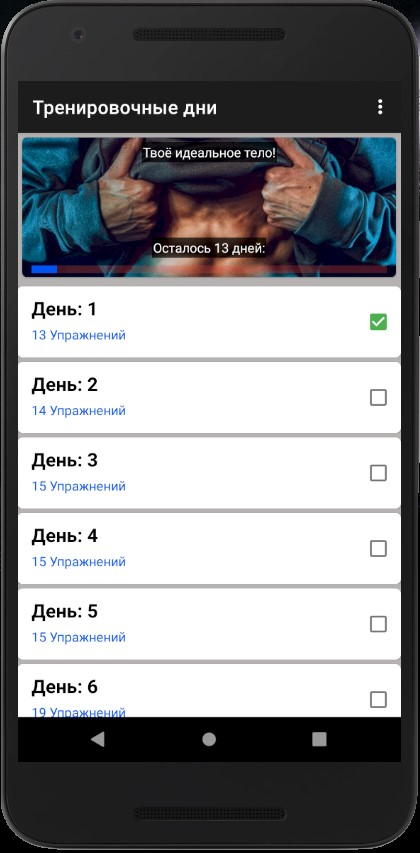 Тренировочные дни
Твоё идеальное тело!
Осталось 13 дней:
День: 1
13 Упражнений
День: 2
14 Упражнений
День: 3
15 Упражнений
День: 4
15 Упражнений
День: 5
15 Упражнений
День: 6
19 Упражнений